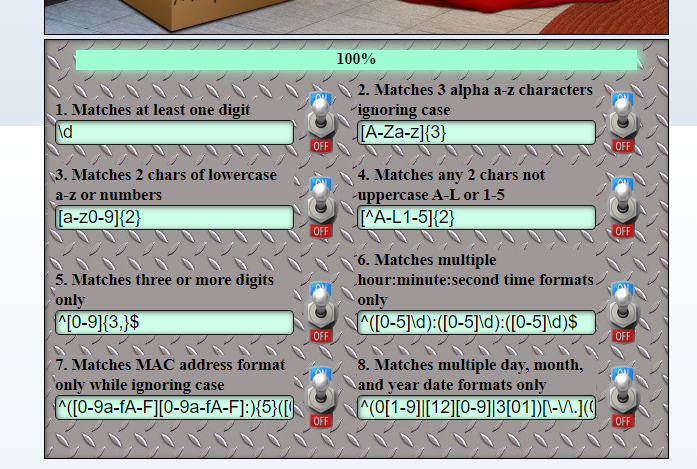 100%
1. Matches at least one digit
\d
ON
OFF
2. Matches 3 alpha a-z characters
ignoring case
[A-Za-z]{3}
ON
OFF
3. Matches 2 chars of lowercase
a-z or numbers
[a-z0-9]{2}
ON
OFF
4. Matches any 2 chars not
uppercase A-L or 1-5
[^A-L1-5]{2}
ON
OFF
5. Matches three or more digits
only
^[0-9]{3,}$
ON
OFF
6. Matches multiple
hour:minute:second time formats
only
^([0-5]\d):([0-5]\d):([0-5]\d)$
ON
OFF
7. Matches MAC address format
only while ignoring case
^([0-9a-fA-F][0-9a-fA-F]:){5}([
ON
OFF
8. Matches multiple day, month,
and year date formats only
^(0[1-9]|[12][0-9]|3[01])[\-\/\.](
ON
OFF